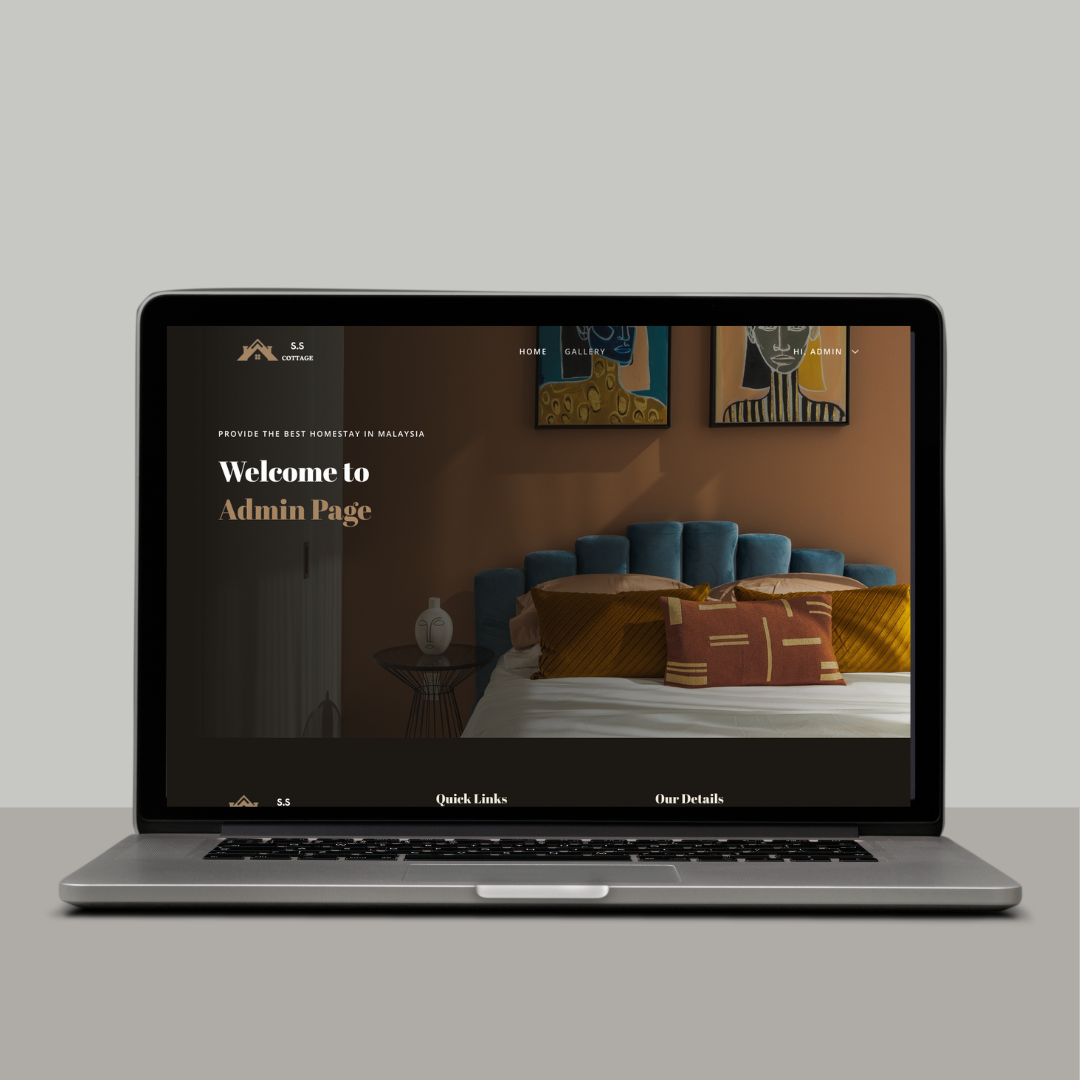 S.S
COTTAGE
HOME GALLERY
HI, ADMIN
PROVIDE THE BEST HOMESTAY IN MALAYSIA
Welcome to
Admin Page
S.S
Quick Links
Our Details